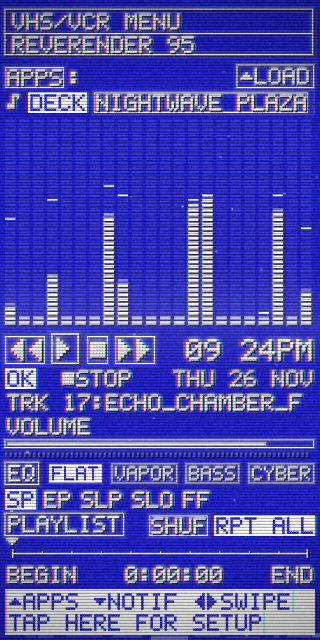 VHS/VCR MENU
REVERENDER 95
APPS: ▲LOAD
♪ DECK NIGHTWAVE PLAZA
09 24PM
OK ■STOP THU 26 NOV
TRK 17:ECHO_CHAMBER_F
VOLUME
EQ FLAT VAPOR BASS CYBER
SP EP SLP SLO FF
PLAYLIST SHUF RPT ALL
BEGIN 0:00:00 END
▲APPS ▼NOTIF ◀▶SWIPE
TAP HERE FOR SETUP